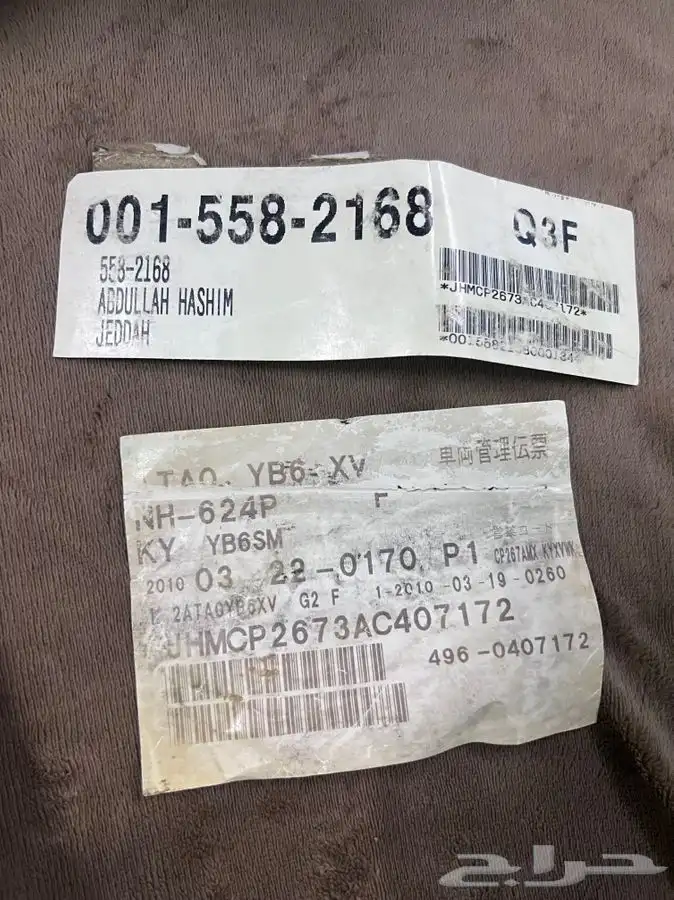 001-558-2168
Q3F
558-2168
ABDULLAH HASHIM
JEDDAH
*JHMCP2673AC407172*
YB6-XV
車両管理伝票
NH-624P
F
KY YB6SM
2010 03 22-0170 P1
2ATA0YB6XV G2 F 1-2010-03-19-0260
JHMCP2673AC407172
496-0407172
حراج